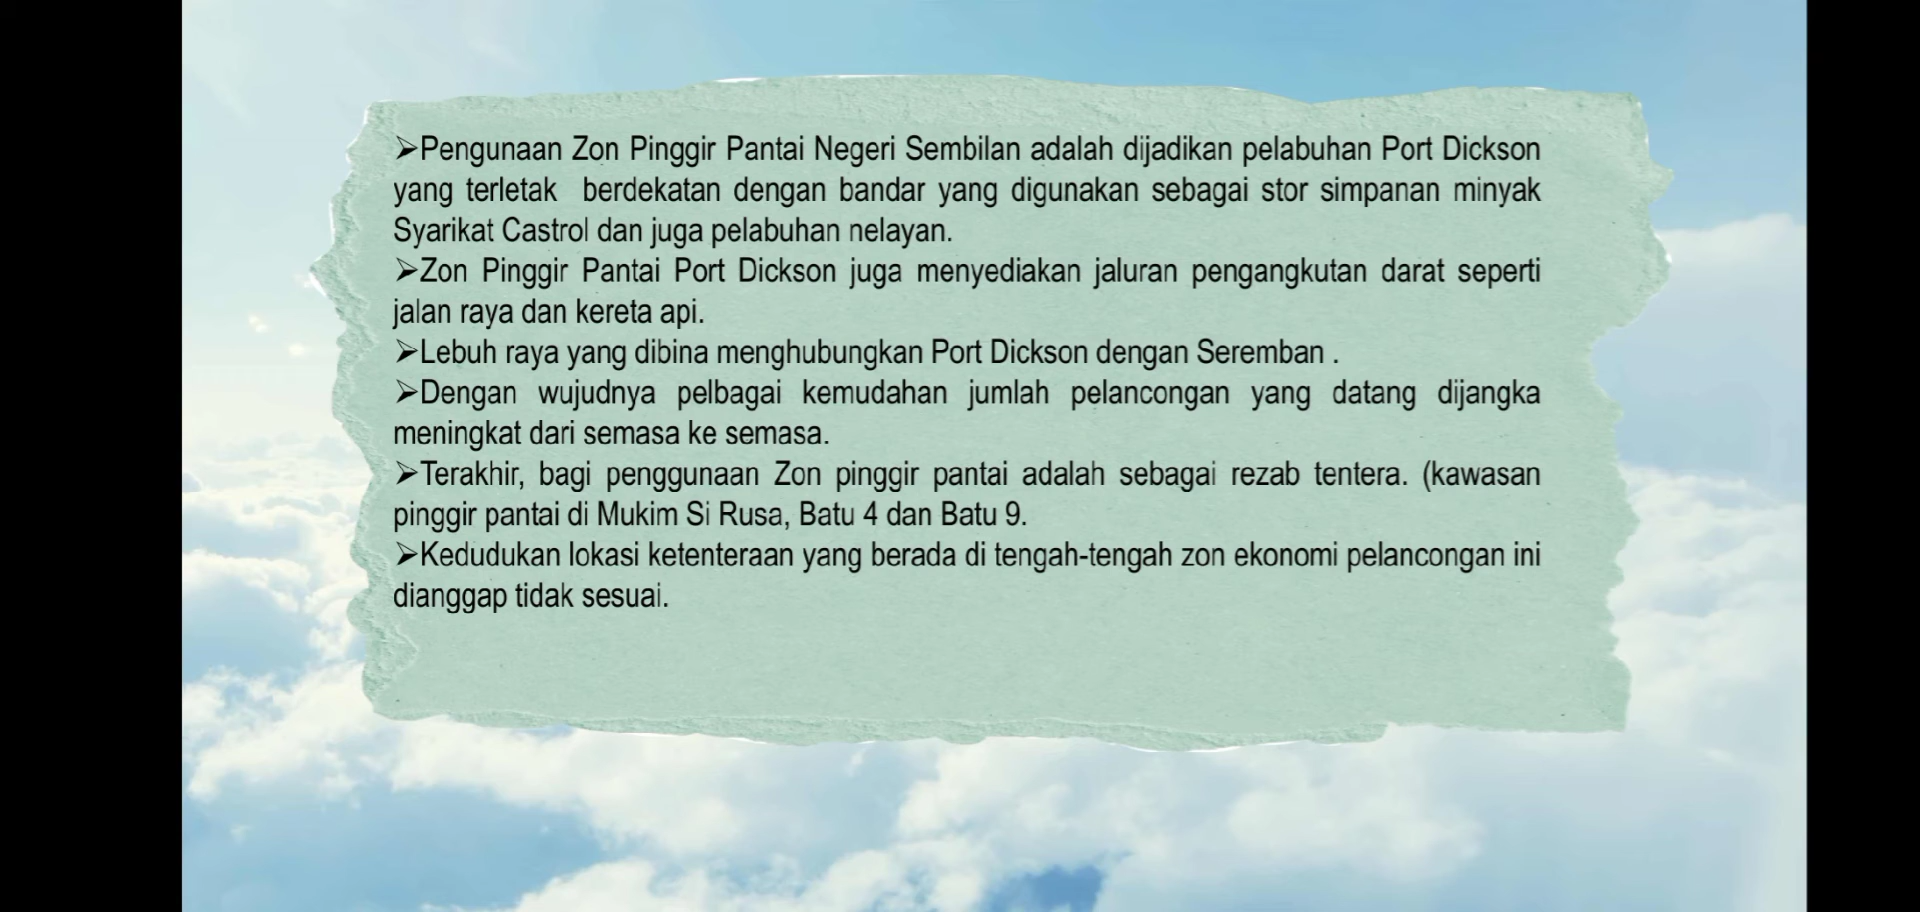 ➢Pengunaan Zon Pinggir Pantai Negeri Sembilan adalah dijadikan pelabuhan Port Dickson
yang terletak berdekatan dengan bandar yang digunakan sebagai stor simpanan minyak
Syarikat Castrol dan juga pelabuhan nelayan.
➢Zon Pinggir Pantai Port Dickson juga menyediakan jaluran pengangkutan darat seperti
jalan raya dan kereta api.
➢Lebuh raya yang dibina menghubungkan Port Dickson dengan Seremban .
➢Dengan wujudnya pelbagai kemudahan jumlah pelancongan yang datang dijangka
meningkat dari semasa ke semasa.
➢Terakhir, bagi penggunaan Zon pinggir pantai adalah sebagai rezab tentera. (kawasan
pinggir pantai di Mukim Si Rusa, Batu 4 dan Batu 9.
➢Kedudukan lokasi ketenteraan yang berada di tengah-tengah zon ekonomi pelancongan ini
dianggap tidak sesuai.